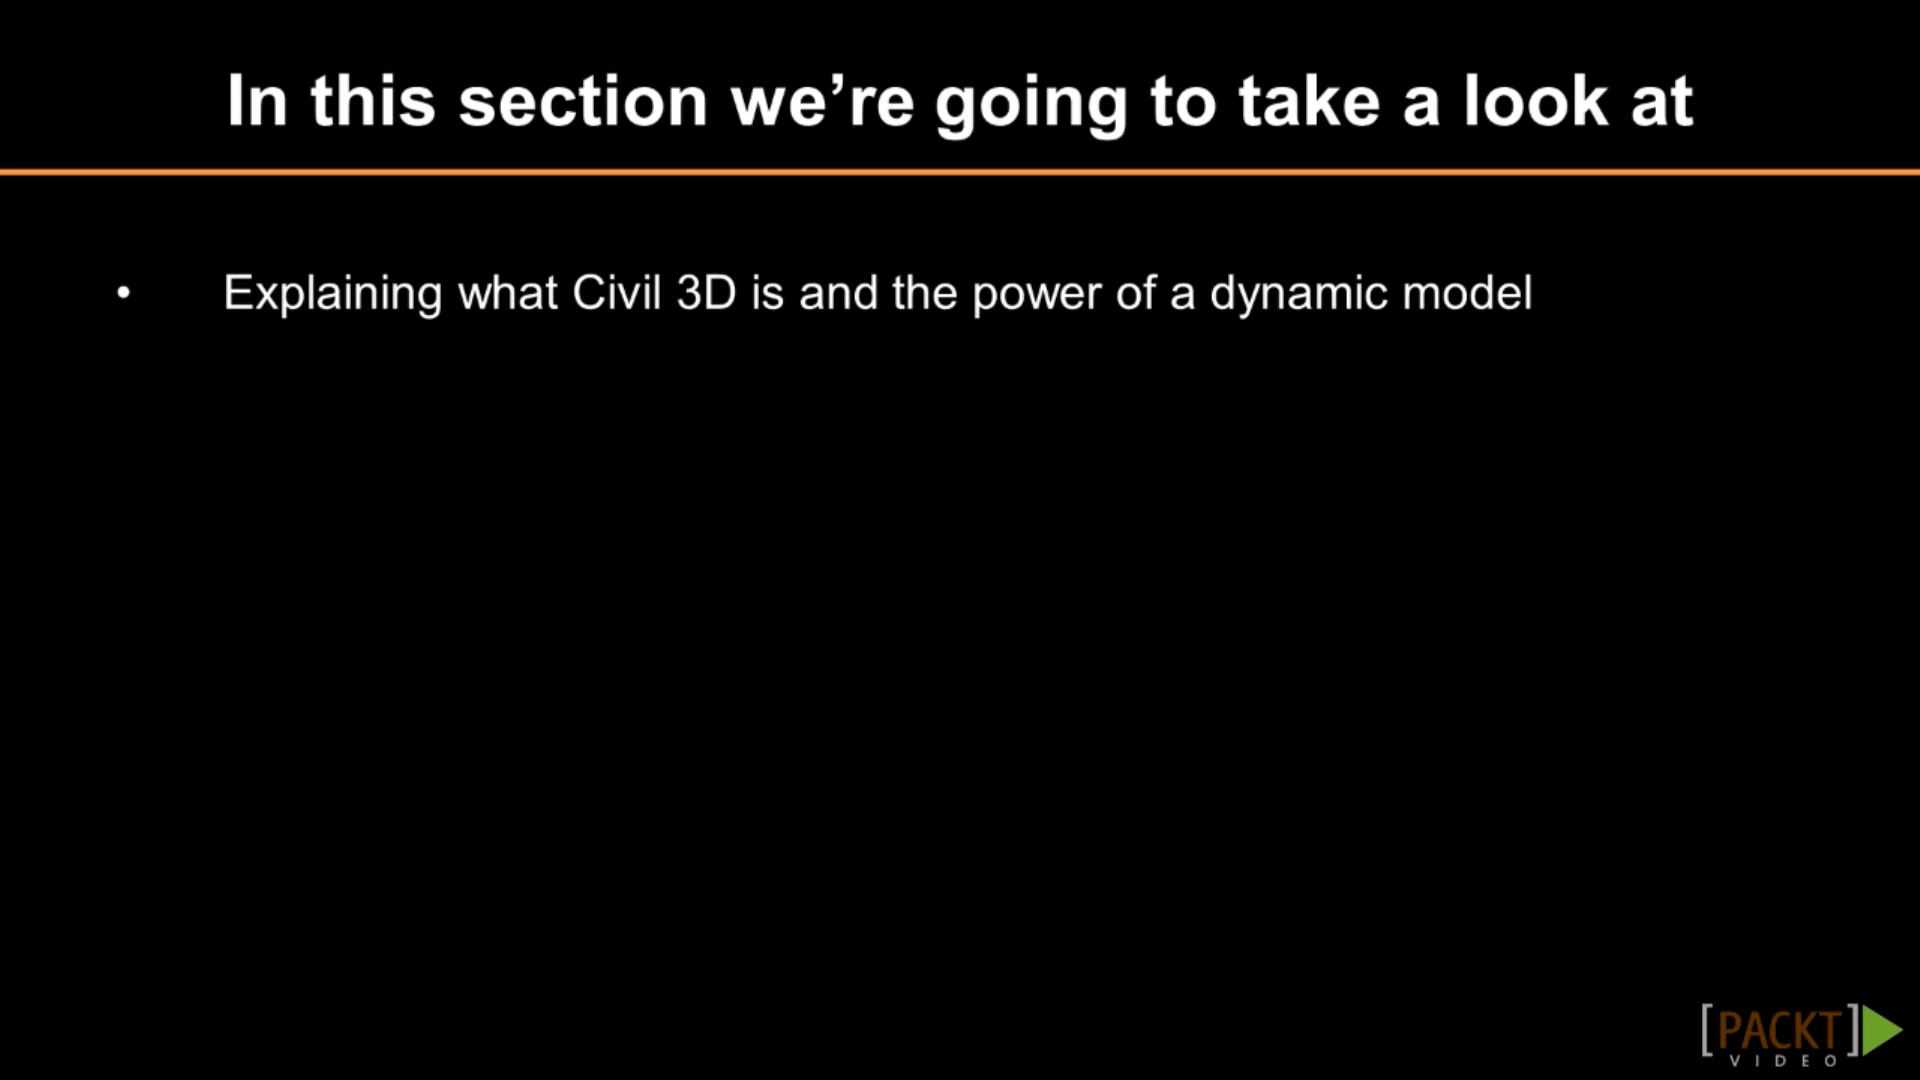 In this section we’re going to take a look at
• Explaining what Civil 3D is and the power of a dynamic model
[PACKT]
VIDEO